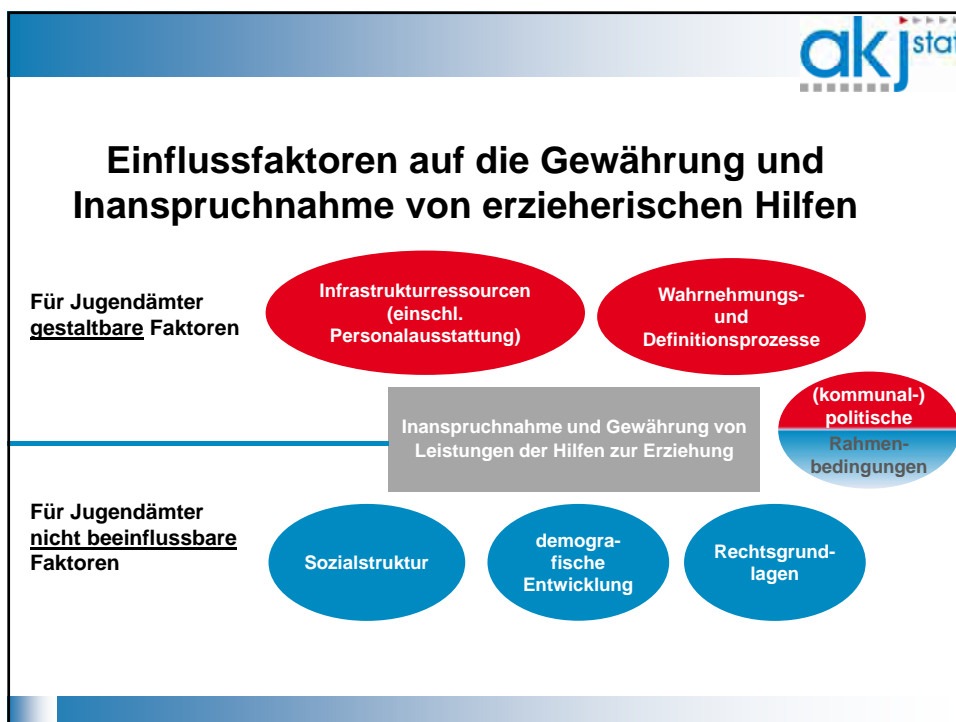 akj stat
Einflussfaktoren auf die Gewährung und
Inanspruchnahme von erzieherischen Hilfen
Für Jugendämter
gestaltbare Faktoren
Infrastrukturressourcen
(einschl.
Personalausstattung)
Wahrnehmungs-
und
Definitionsprozesse
(kommunal-)
politische
Rahmen-
bedingungen
Inanspruchnahme und Gewährung von
Leistungen der Hilfen zur Erziehung
Für Jugendämter
nicht beeinflussbare
Faktoren
Sozialstruktur
demogra-
fische
Entwicklung
Rechtsgrund-
lagen